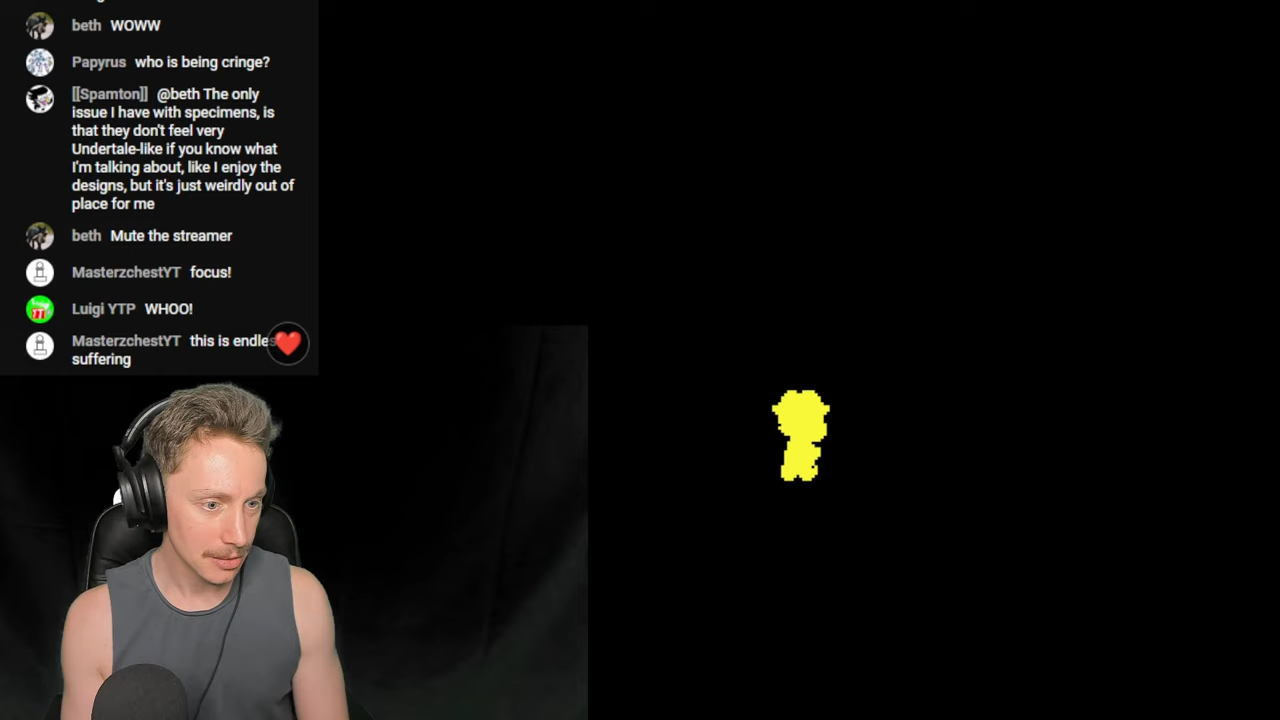 beth WOWW
Papyrus who is being cringe?
[[Spamton]] @beth The only
issue I have with specimens, is
that they don't feel very
Undertale-like if you know what
I'm talking about, like I enjoy the
designs, but it's just weirdly out of
place for me
beth Mute the streamer
MasterzchestYT focus!
Luigi YTP WHOO!
MasterzchestYT this is endles
suffering